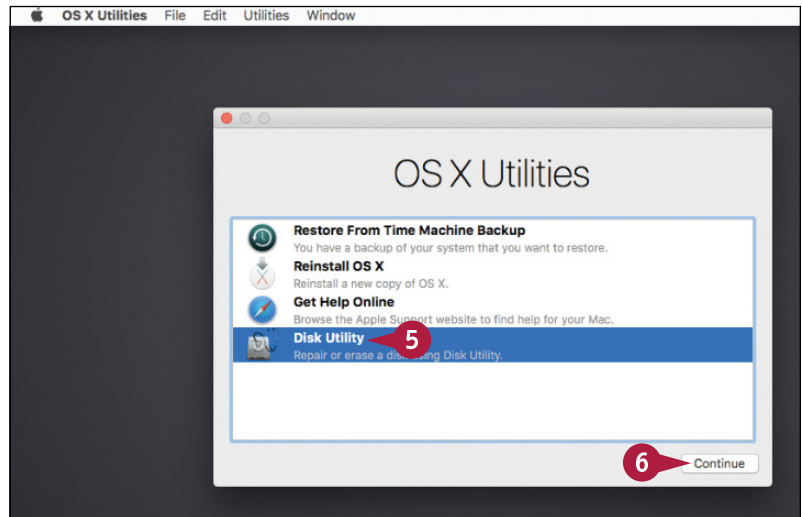 OS X Utilities File Edit Utilities Window
OS X Utilities
Restore From Time Machine Backup
You have a backup of your system that you want to restore.
Reinstall OS X
Reinstall a new copy of OS X.
Get Help Online
Browse the Apple Support website to find help for your Mac.
Disk Utility 5
Repair or erase a disk using Disk Utility.
6 Continue